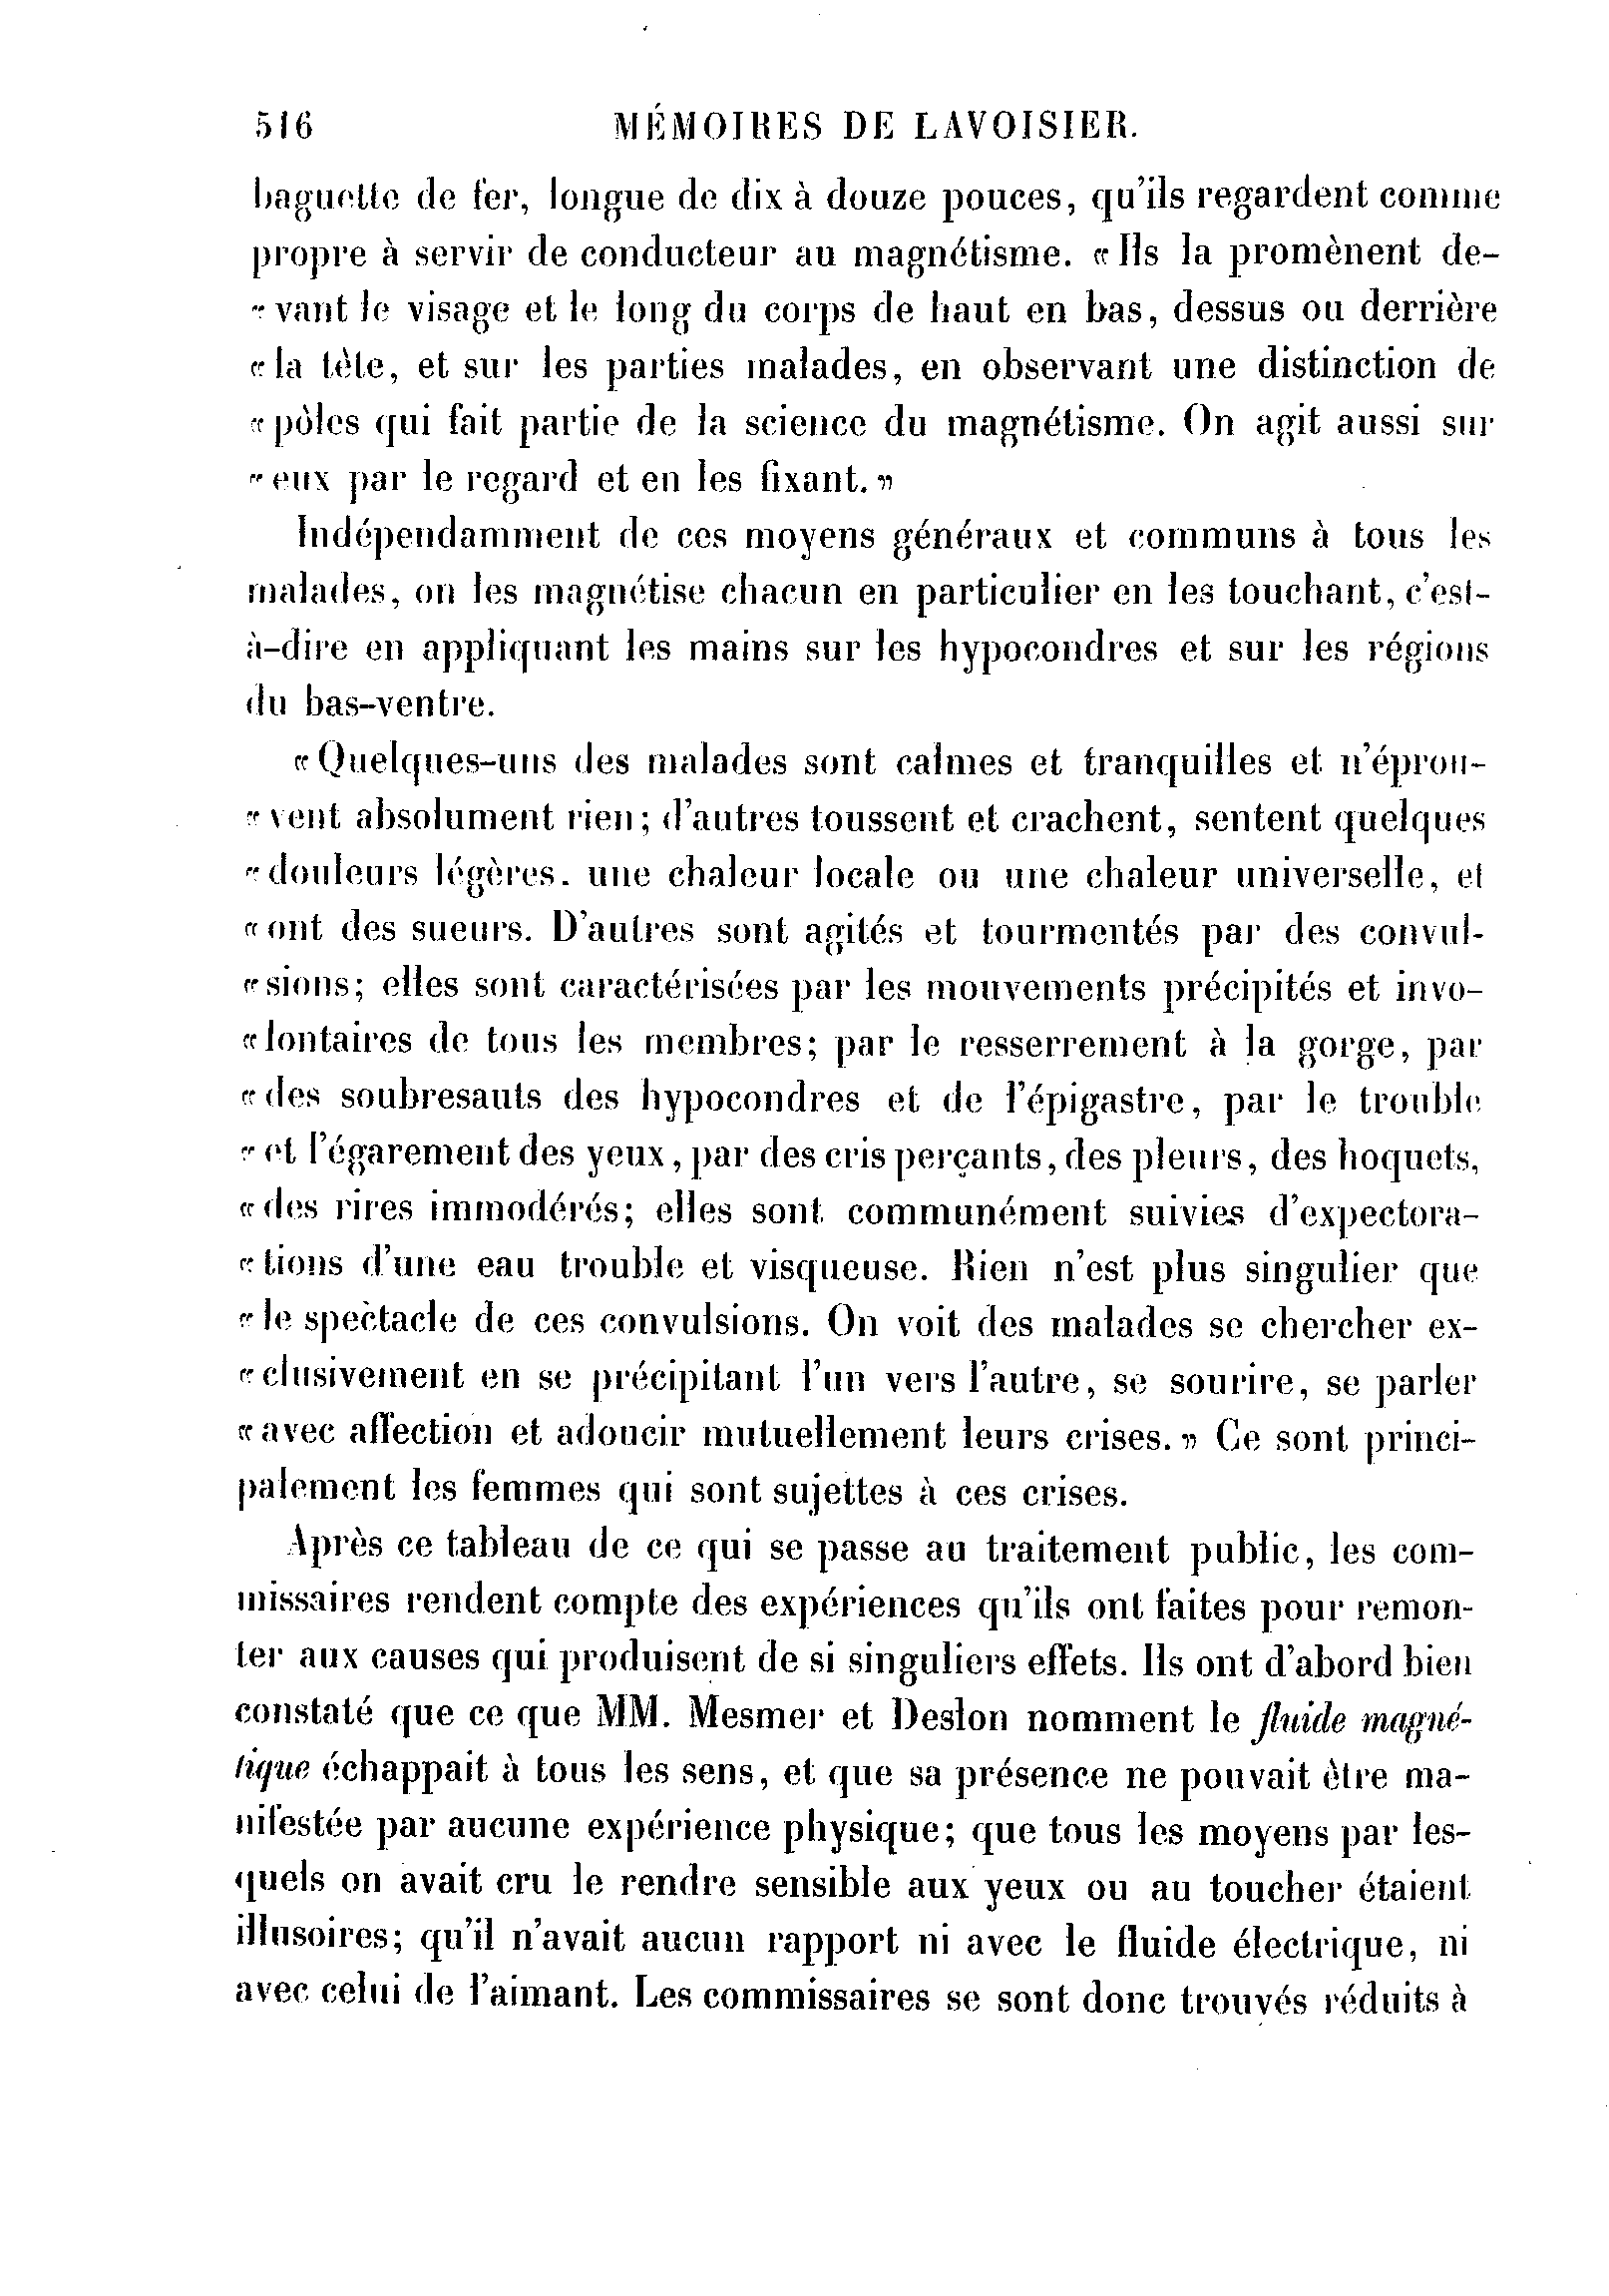 516 MÉMOIRES DE LAVOISIER.
baguette de fer, longue de dix à douze pouces, qu'ils regardent comme
propre à servir de conducteur au magnétisme. « Ils la promènent de-
« vant le visage et le long du corps de haut en bas, dessus ou derrière
« la tête, et sur les parties malades, en observant une distinction de
« pôles qui fait partie de la science du magnétisme. On agit aussi sur
« eux par le regard et en les fixant. »
Indépendamment de ces moyens généraux et communs à tous les
malades, on les magnétise chacun en particulier en les touchant, c'est-
à-dire en appliquant les mains sur les hypocondres et sur les régions
du bas-ventre.
« Quelques-uns des malades sont calmes et tranquilles et n'éprou-
« vent absolument rien; d'autres toussent et crachent, sentent quelques
« douleurs légères. une chaleur locale ou une chaleur universelle, et
« ont des sueurs. D'autres sont agités et tourmentés par des convul-
« sions; elles sont caractérisées par les mouvements précipités et invo-
« lontaires de tous les membres; par le resserrement à la gorge, par
« des soubresauts des hypocondres et de l'épigastre, par le trouble
« et l'égarement des yeux, par des cris perçants, des pleurs, des hoquets,
« des rires immodérés; elles sont communément suivies d'expectora-
« tions d'une eau trouble et visqueuse. Rien n'est plus singulier que
« le spectacle de ces convulsions. On voit des malades se chercher ex-
« clusivement en se précipitant l'un vers l'autre, se sourire, se parler
« avec affection et adoucir mutuellement leurs crises. » Ce sont princi-
palement les femmes qui sont sujettes à ces crises.
Après ce tableau de ce qui se passe au traitement public, les com-
missaires rendent compte des expériences qu'ils ont faites pour remon-
ter aux causes qui produisent de si singuliers effets. Ils ont d'abord bien
constaté que ce que MM. Mesmer et Deslon nomment le fluide magné-
tique échappait à tous les sens, et que sa présence ne pouvait être ma-
nifestée par aucune expérience physique; que tous les moyens par les-
quels on avait cru le rendre sensible aux yeux ou au toucher étaient
illusoires; qu'il n'avait aucun rapport ni avec le fluide électrique, ni
avec celui de l'aimant. Les commissaires se sont donc trouvés réduits à